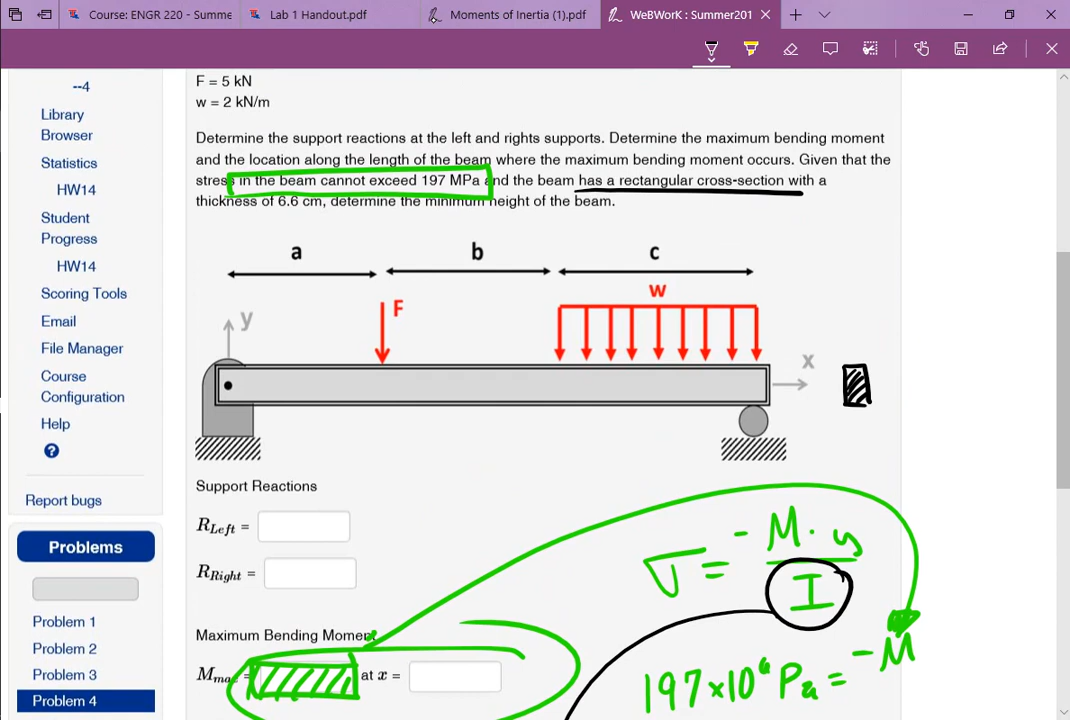 Course: ENGR 220 - Summe
Lab 1 Handout.pdf
Moments of Inertia (1).pdf
WeBWorK : Summer201
--4
Library
Browser
Statistics
HW14
Student
Progress
HW14
Scoring Tools
Email
File Manager
Course
Configuration
Help
?
Report bugs
Problems
Problem 1
Problem 2
Problem 3
Problem 4
F = 5 kN
w = 2 kN/m
Determine the support reactions at the left and rights supports. Determine the maximum bending moment
and the location along the length of the beam where the maximum bending moment occurs. Given that the
stress in the beam cannot exceed 197 MPa and the beam has a rectangular cross-section with a
thickness of 6.6 cm, determine the minimum height of the beam.
a b c
w
F
y
x
Support Reactions
R_Left =
R_Right =
Maximum Bending Moment
M_max = at x =
σ = -M·y / I
197×10⁶ Pa = -M